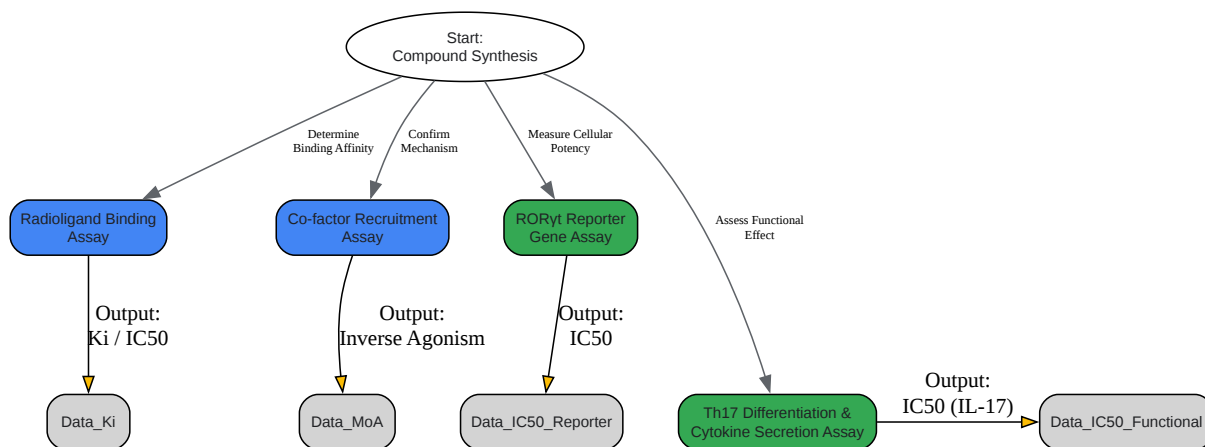 Start:
Compound Synthesis
Determine
Binding Affinity
Confirm
Mechanism
Measure Cellular
Potency
Assess Functional
Effect
Radioligand Binding
Assay
Co-factor Recruitment
Assay
RORγt Reporter
Gene Assay
Output:
Ki / IC50
Output:
Inverse Agonism
Output:
IC50
Output:
IC50 (IL-17)
Data_Ki
Data_MoA
Data_IC50_Reporter
Th17 Differentiation &
Cytokine Secretion Assay
Data_IC50_Functional